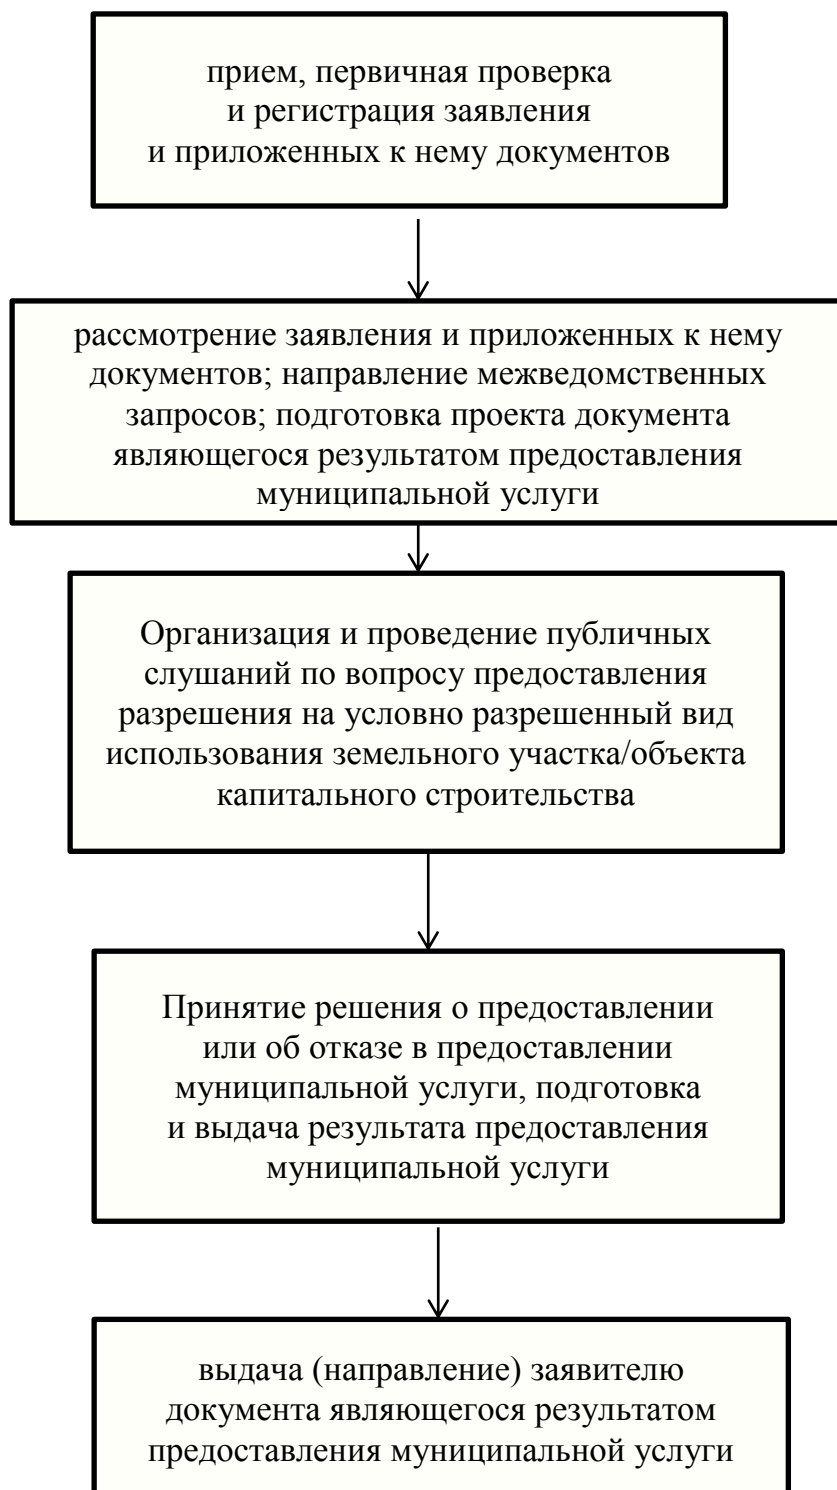 прием, первичная проверка
и регистрация заявления
и приложенных к нему документов
рассмотрение заявления и приложенных к нему
документов; направление межведомственных
запросов; подготовка проекта документа
являющегося результатом предоставления
муниципальной услуги
Организация и проведение публичных
слушаний по вопросу предоставления
разрешения на условно разрешенный вид
использования земельного участка/объекта
капитального строительства
Принятие решения о предоставлении
или об отказе в предоставлении
муниципальной услуги, подготовка
и выдача результата предоставления
муниципальной услуги
выдача (направление) заявителю
документа являющегося результатом
предоставления муниципальной услуги